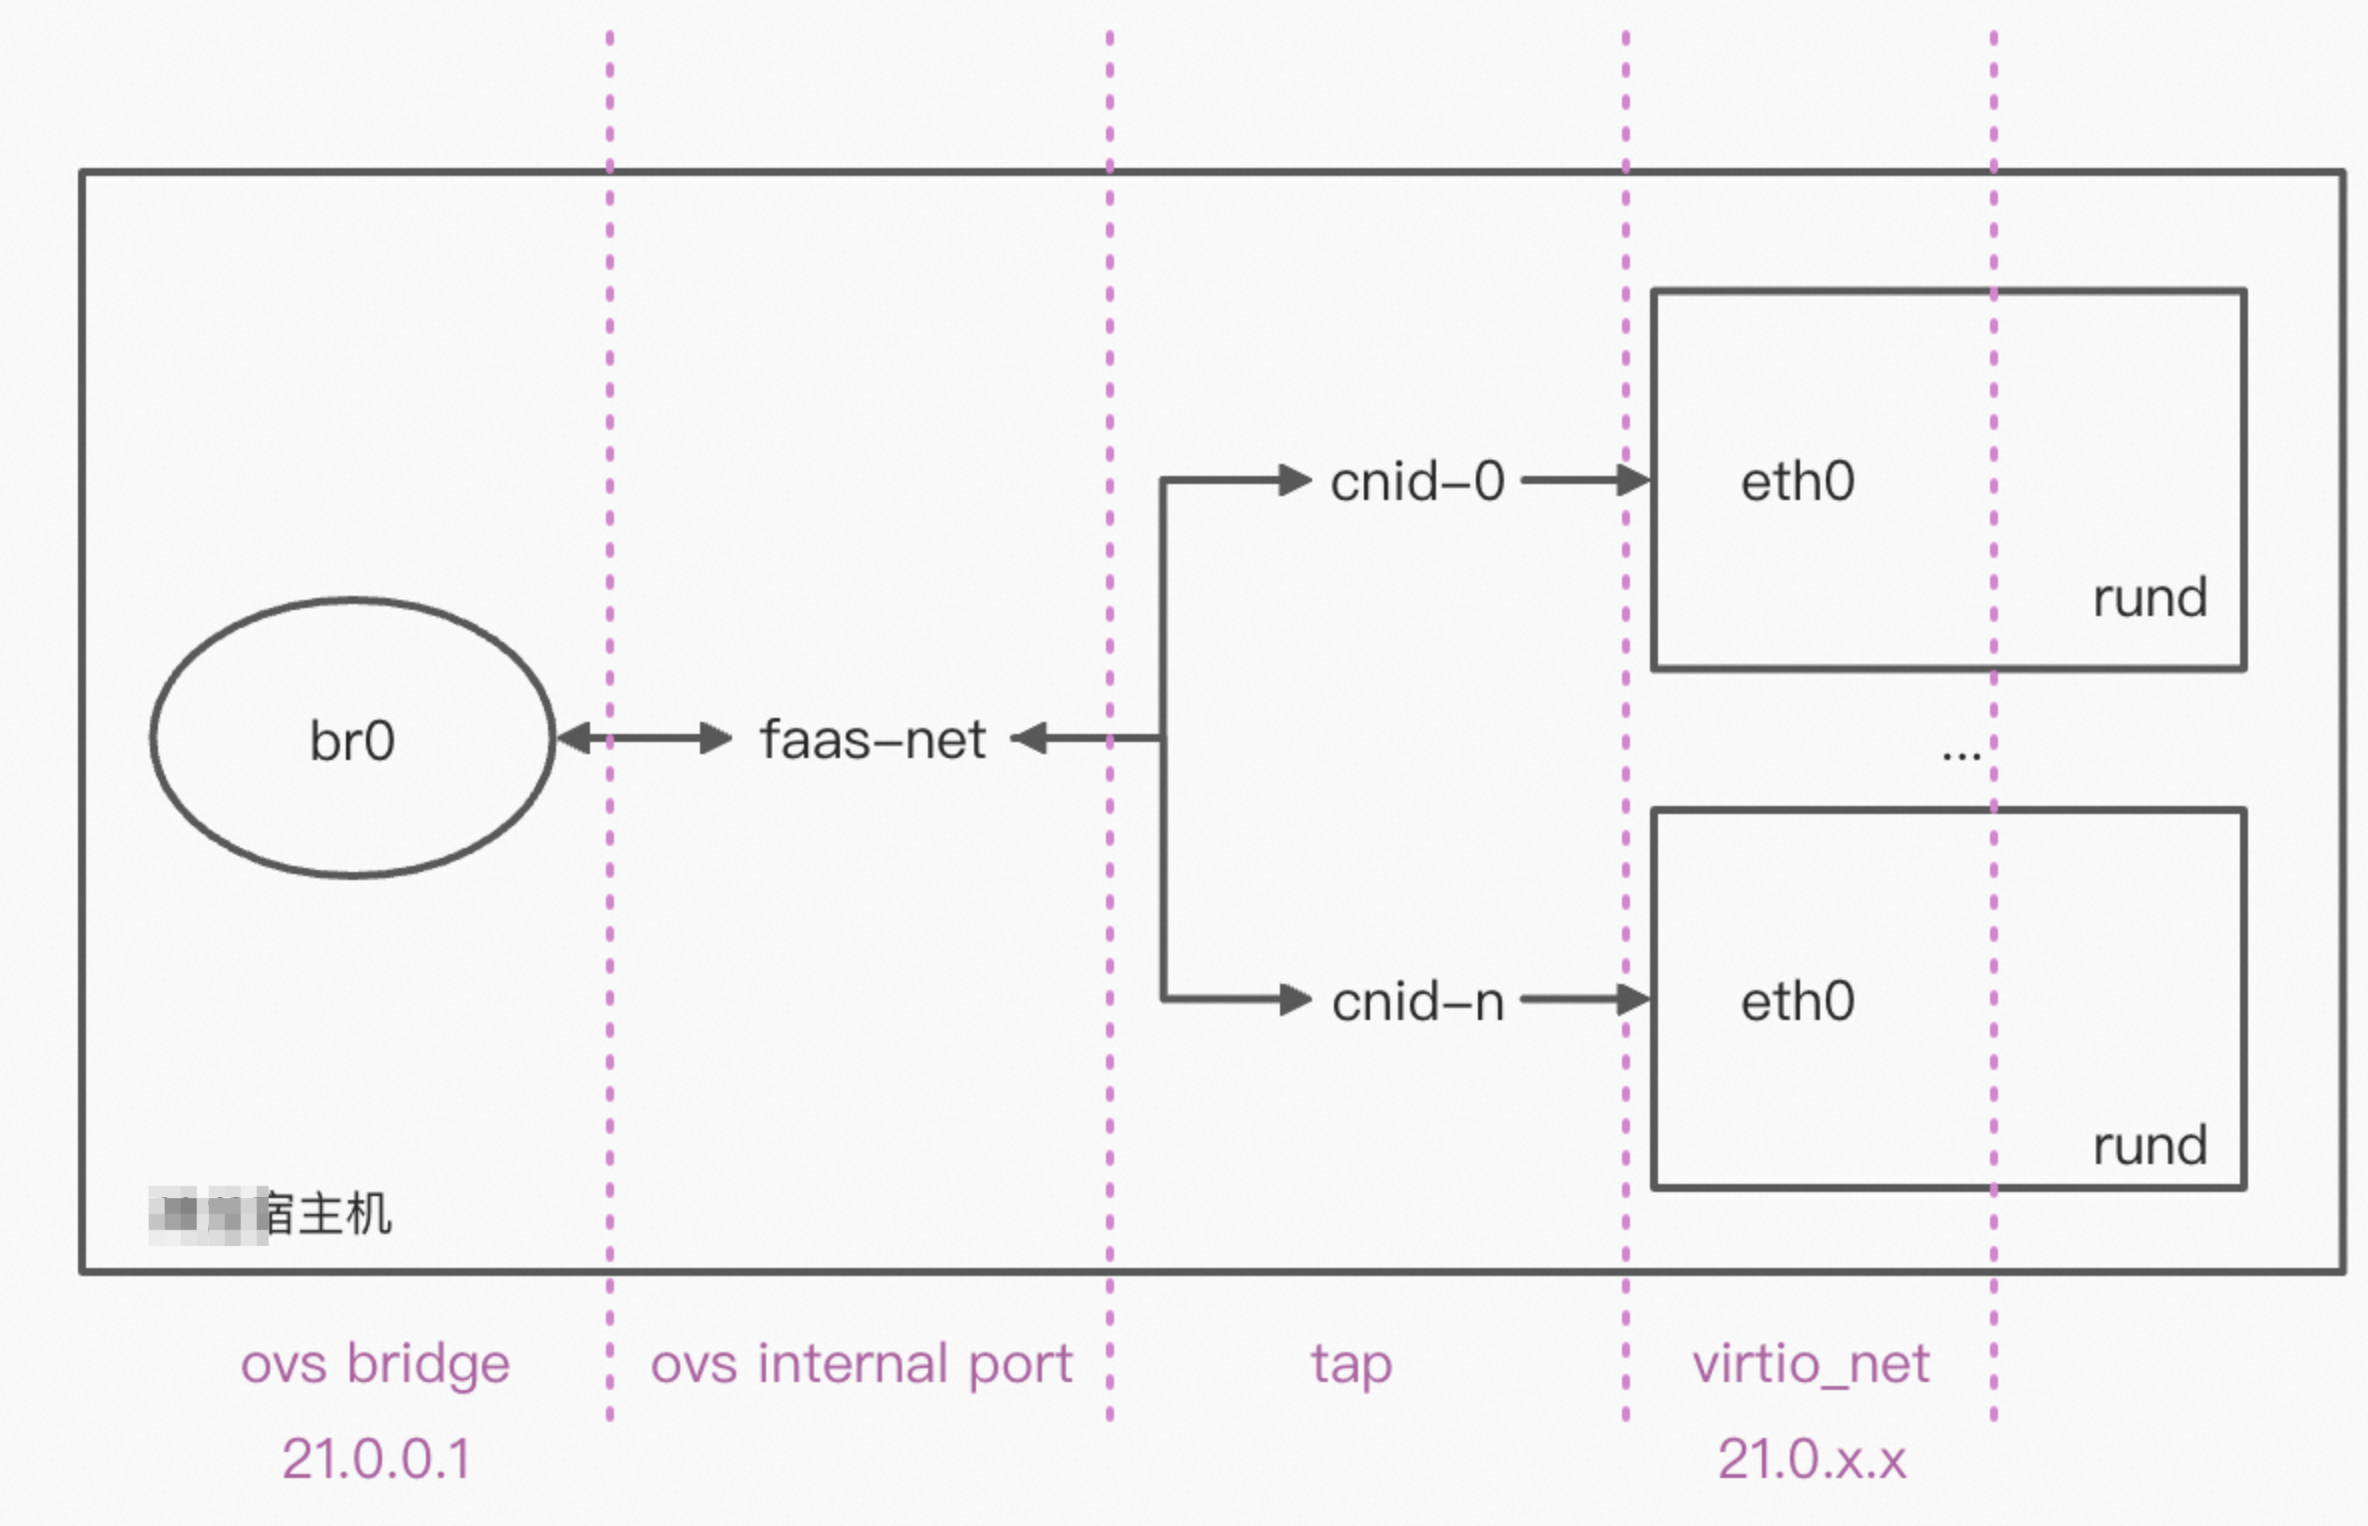 cnid-0
eth0
rund
br0
faas-net
...
cnid-n
eth0
rund
宿主机
ovs bridge
ovs internal port
tap
virtio_net
21.0.0.1
21.0.x.x